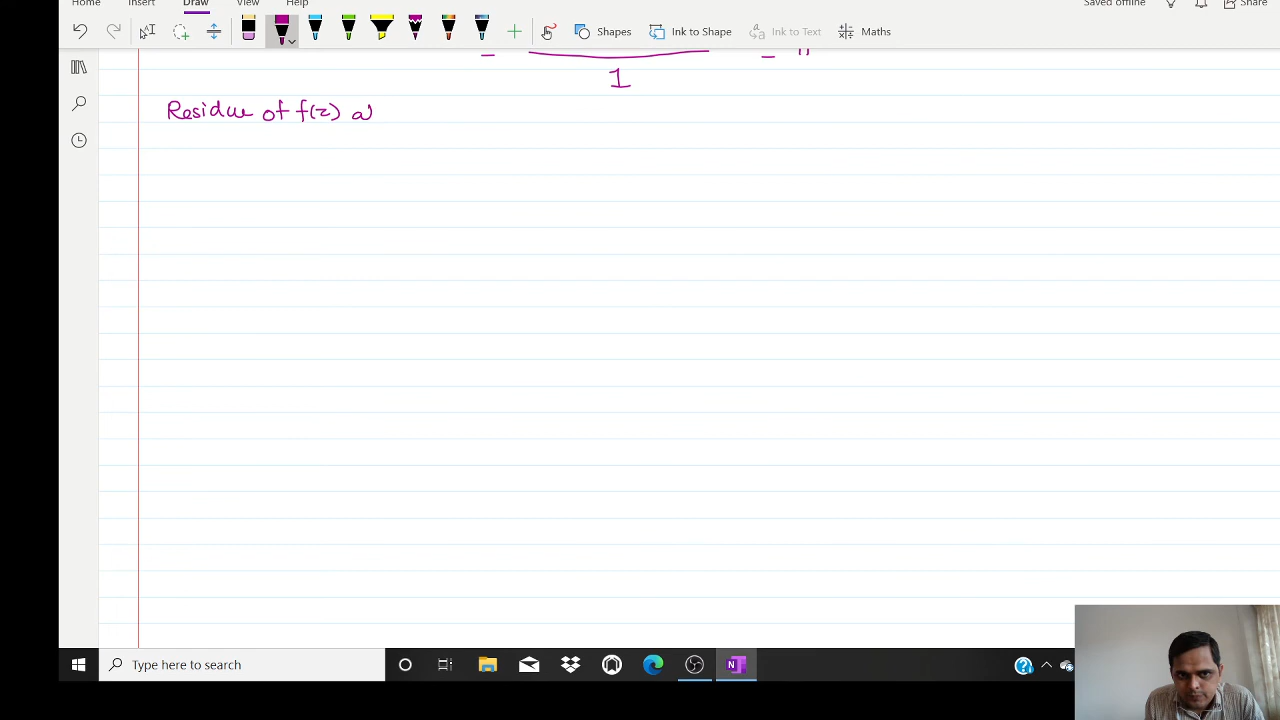 Home Insert Draw View Help Saved offline Share
Shapes Ink to Shape Ink to Text Maths
1
Residue of f(z) a
Type here to search